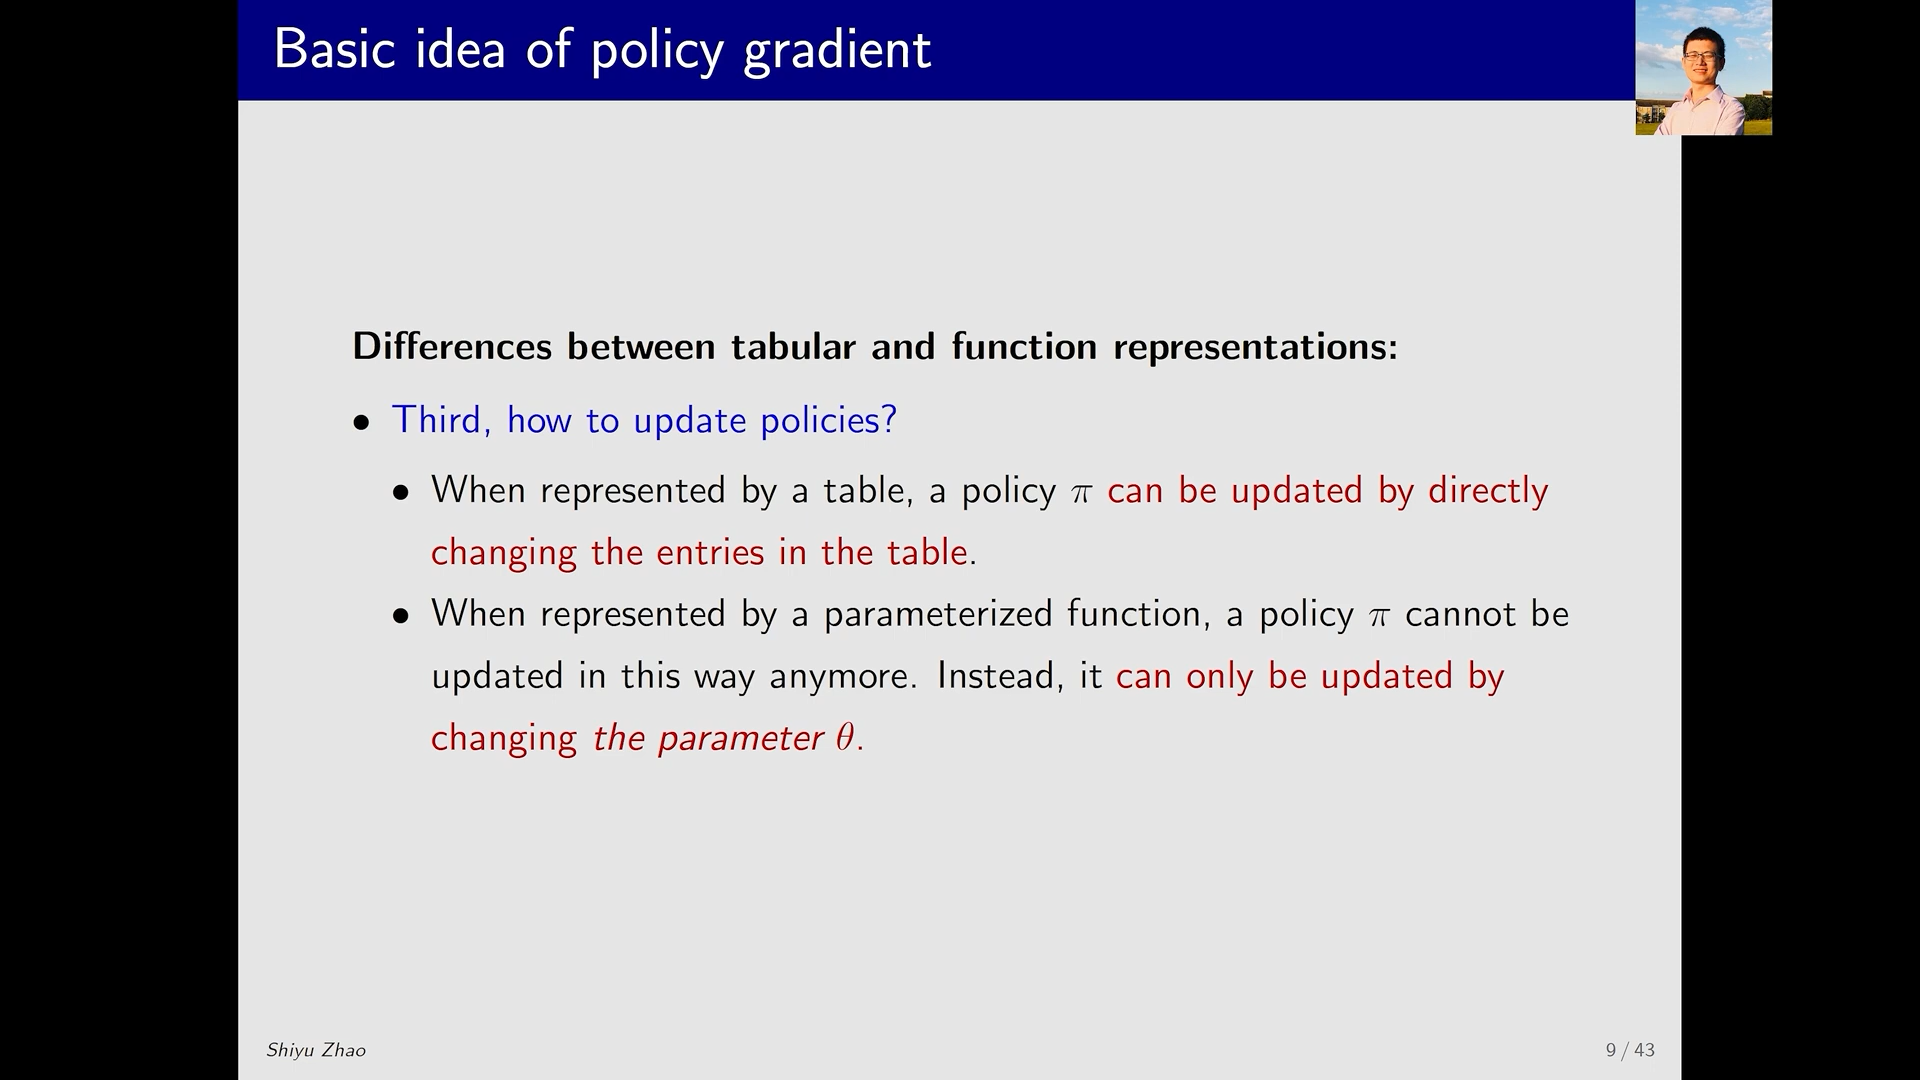 Basic idea of policy gradient
Differences between tabular and function representations:
• Third, how to update policies?
• When represented by a table, a policy π can be updated by directly
changing the entries in the table.
• When represented by a parameterized function, a policy π cannot be
updated in this way anymore. Instead, it can only be updated by
changing the parameter θ.
Shiyu Zhao
9 / 43